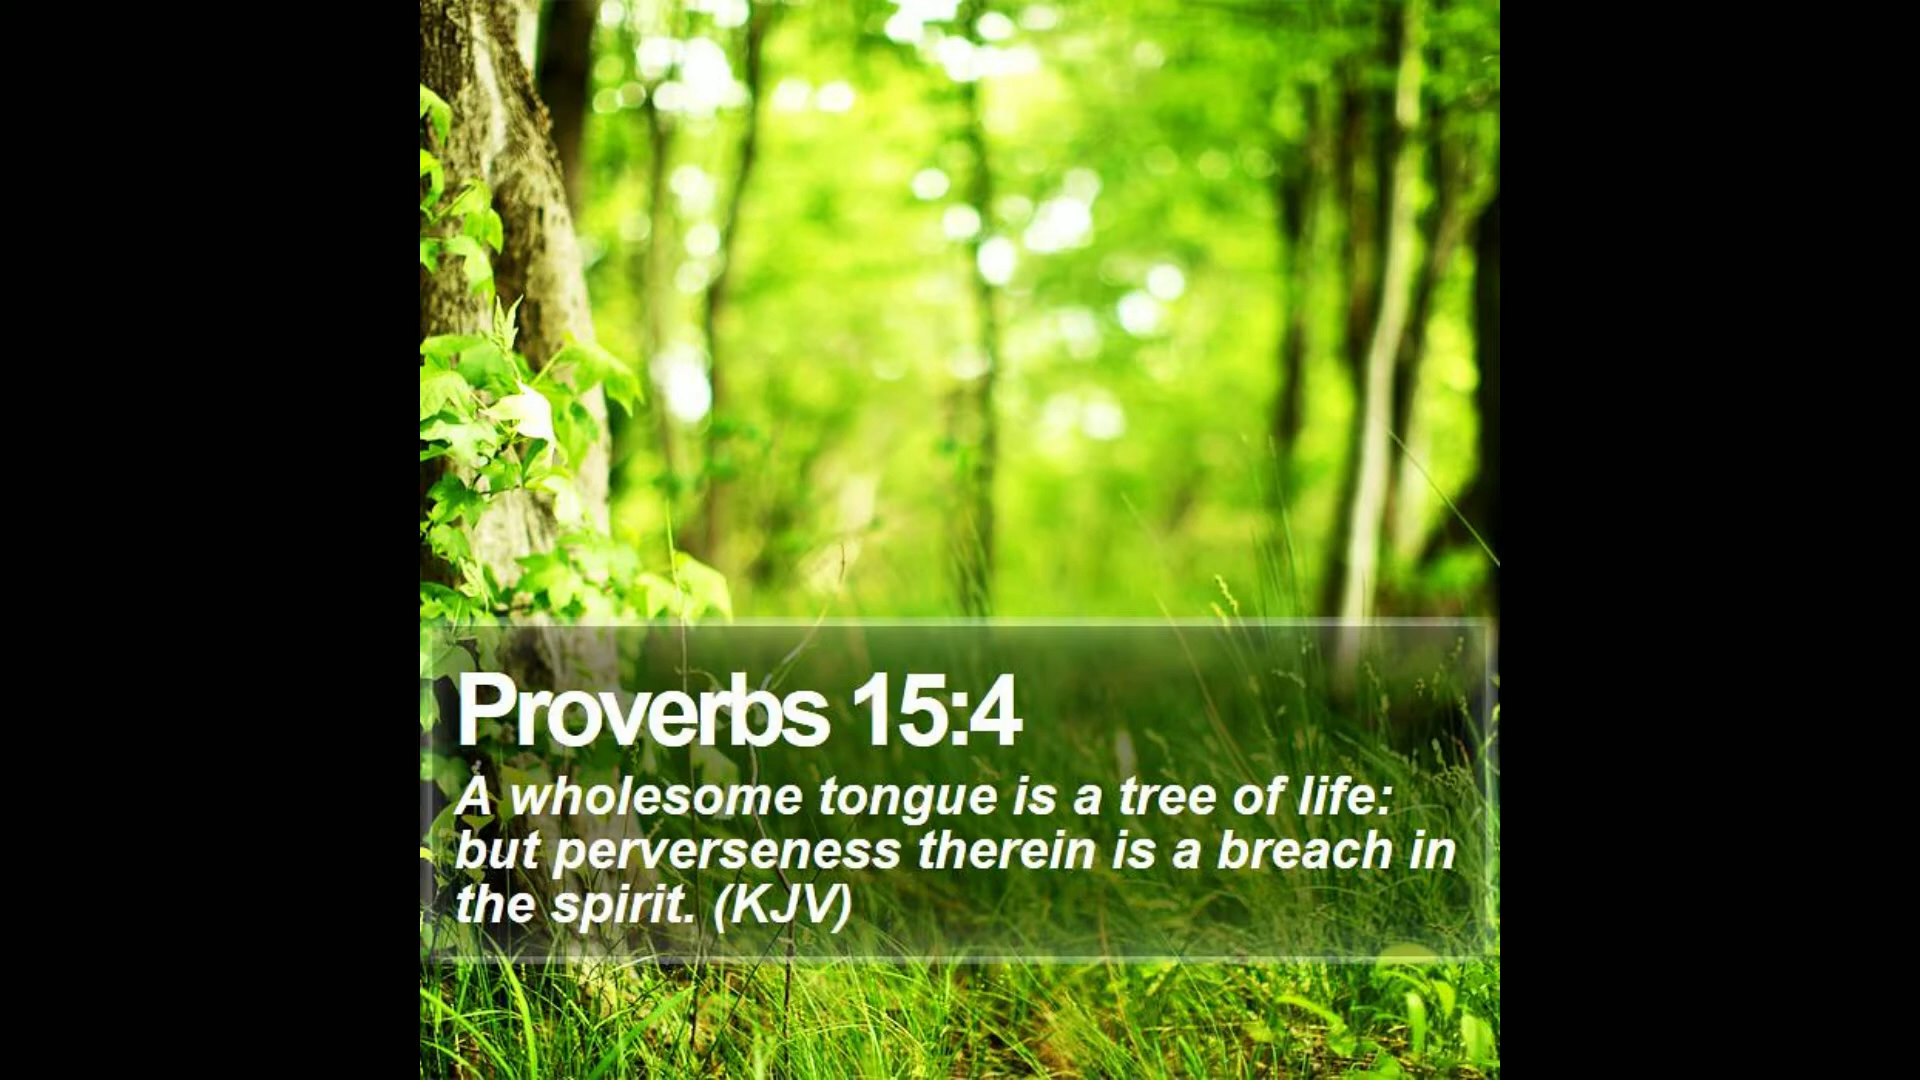 Proverbs 15:4
A wholesome tongue is a tree of life:
but perverseness therein is a breach in
the spirit. (KJV)